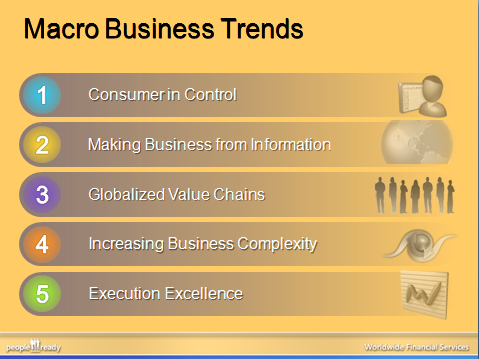 Macro Business Trends
1 Consumer in Control
2 Making Business from Information
3 Globalized Value Chains
4 Increasing Business Complexity
5 Execution Excellence
people ready Worldwide Financial Services